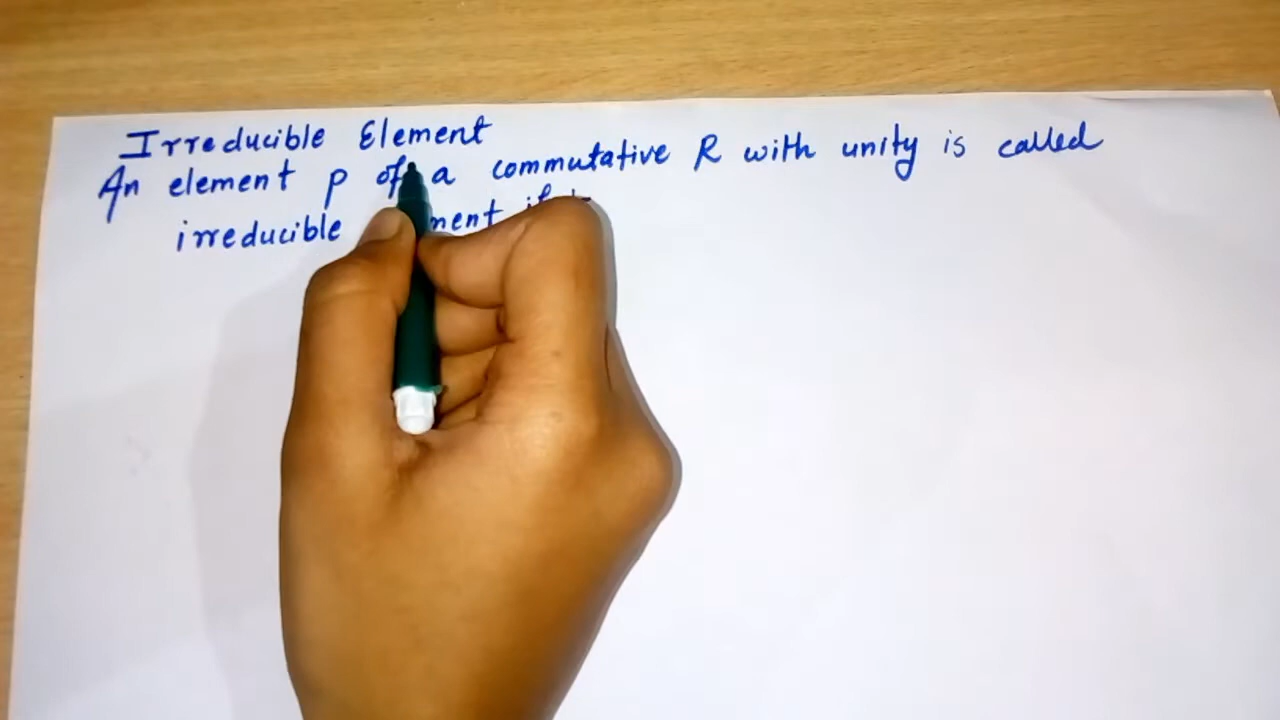 Irreducible Element
An element p of a commutative R with unity is called
irreducible